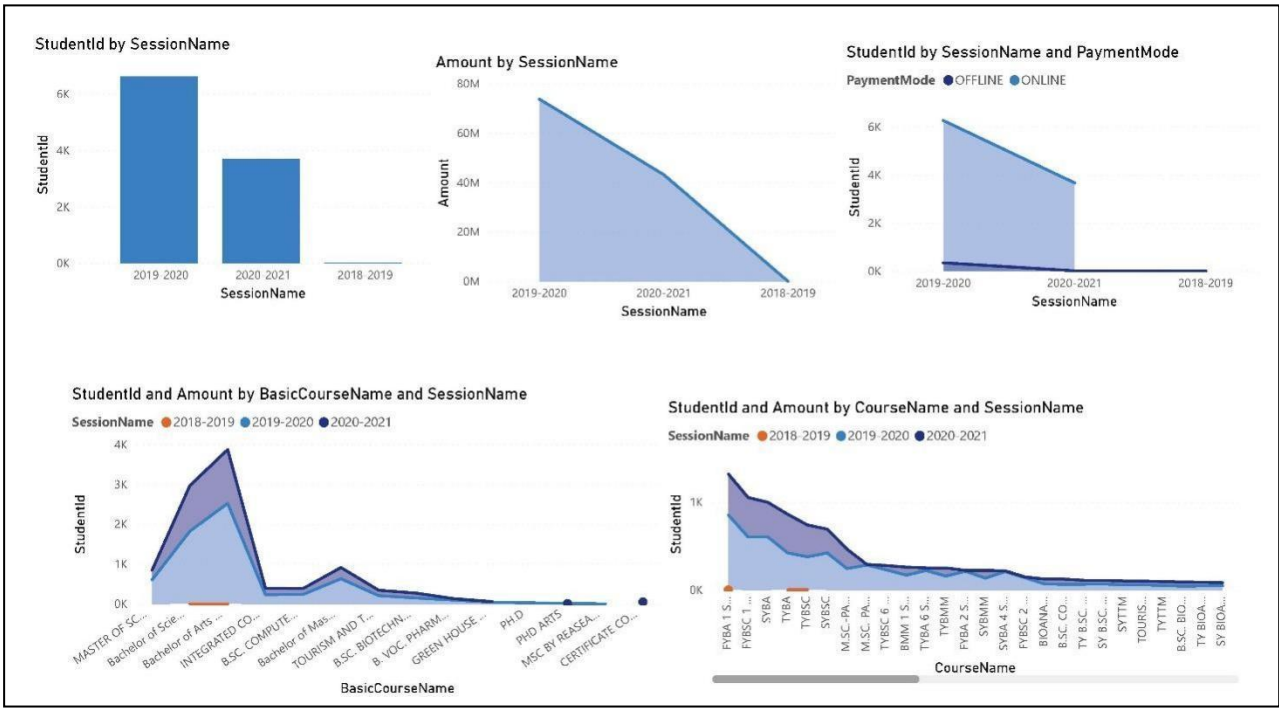 StudentId by SessionName
6K
4K
2K
0K
StudentId
2019-2020
2020-2021
2018-2019
SessionName
Amount by SessionName
80M
60M
40M
20M
0M
Amount
2019-2020
2020-2021
2018-2019
SessionName
StudentId by SessionName and PaymentMode
PaymentMode OFFLINE ONLINE
6K
4K
2K
0K
StudentId
2019-2020
2020-2021
2018-2019
SessionName
StudentId and Amount by BasicCourseName and SessionName
SessionName 2018-2019 2019-2020 2020-2021
4K
3K
2K
1K
0K
StudentId
MASTER OF SC...
Bachelor of Scie...
Bachelor of Arts ...
INTEGRATED CO...
B.SC. COMPUTE...
Bachelor of Mas...
TOURISM AND T...
B.SC. BIOTECHN...
B. VOC. PHARM...
GREEN HOUSE ...
PH.D
PHD ARTS
MSC BY REASEA...
CERTIFICATE CO...
BasicCourseName
StudentId and Amount by CourseName and SessionName
SessionName 2018-2019 2019-2020 2020-2021
1K
0K
StudentId
FYBA 1 S...
FYBSC 1 ...
SYBA
TYBA
TYBSC
SYBSC
M.SC.-PA...
M.SC. PA...
TYBSC 6 ...
BMM 1 S...
TYBA 6 S...
TYBMM
FYBA 2 S...
SYBMM
SYBA 4 S...
FYBSC 2 ...
BIOANA...
B.SC. CO...
TY B.SC. ...
SY B.SC. ...
SYTTM
TOURIS...
TYTTM
B.SC. BIO...
TY BIOA...
SY BIOA...
CourseName